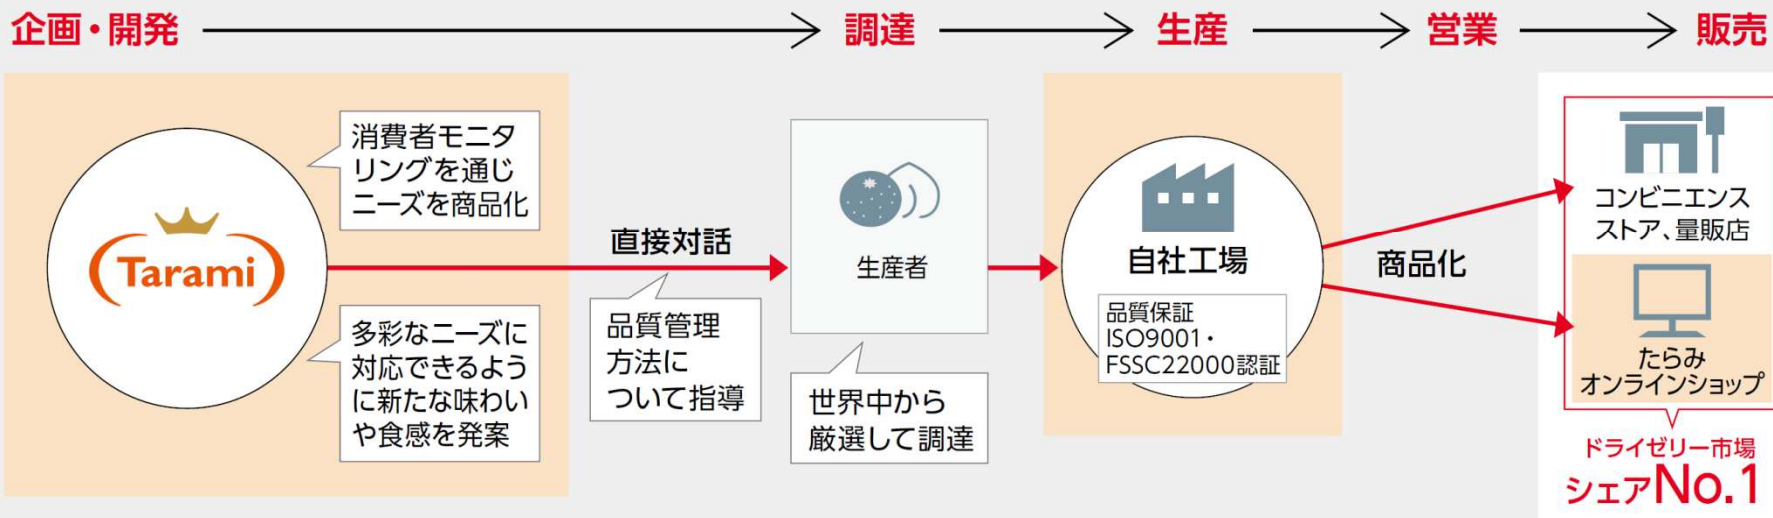 企画・開発
調達
生産
営業
販売
消費者モニタ
リングを通じ
ニーズを商品化
Tarami
多彩なニーズに
対応できるよう
に新たな味わい
や食感を発案
直接対話
品質管理
方法に
ついて指導
生産者
世界中から
厳選して調達
自社工場
品質保証
ISO9001・
FSSC22000認証
商品化
コンビニエンス
ストア、量販店
たらみ
オンラインショップ
ドライゼリー市場
シェアNo.1